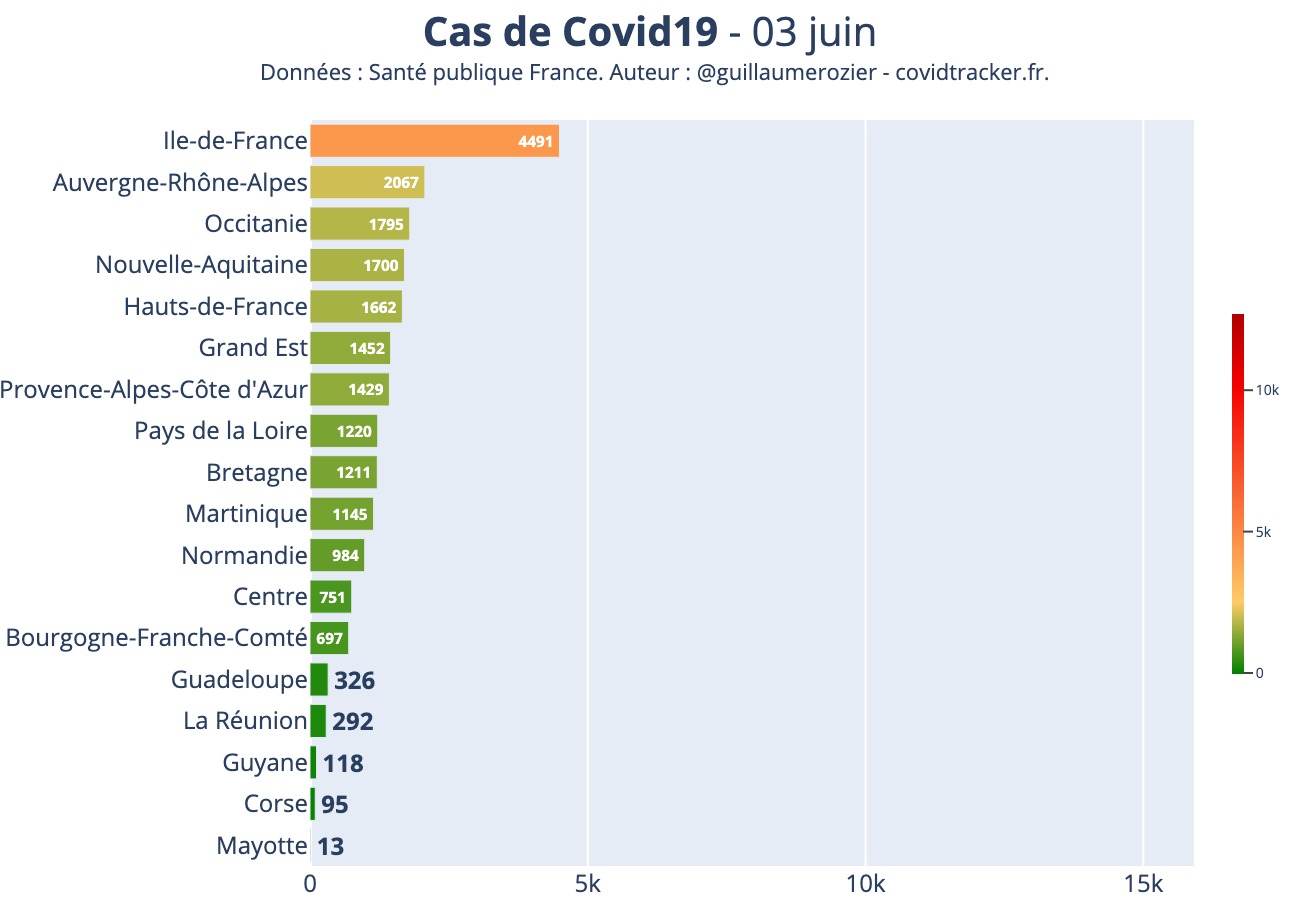 Cas de Covid19 - 03 juin
Données : Santé publique France. Auteur : @guillaumerozier - covidtracker.fr.
Ile-de-France 4491
Auvergne-Rhône-Alpes 2067
Occitanie 1795
Nouvelle-Aquitaine 1700
Hauts-de-France 1662
Grand Est 1452
Provence-Alpes-Côte d'Azur 1429
Pays de la Loire 1220
Bretagne 1211
Martinique 1145
Normandie 984
Centre 751
Bourgogne-Franche-Comté 697
Guadeloupe 326
La Réunion 292
Guyane 118
Corse 95
Mayotte 13
0 5k 10k 15k
10k
5k
0